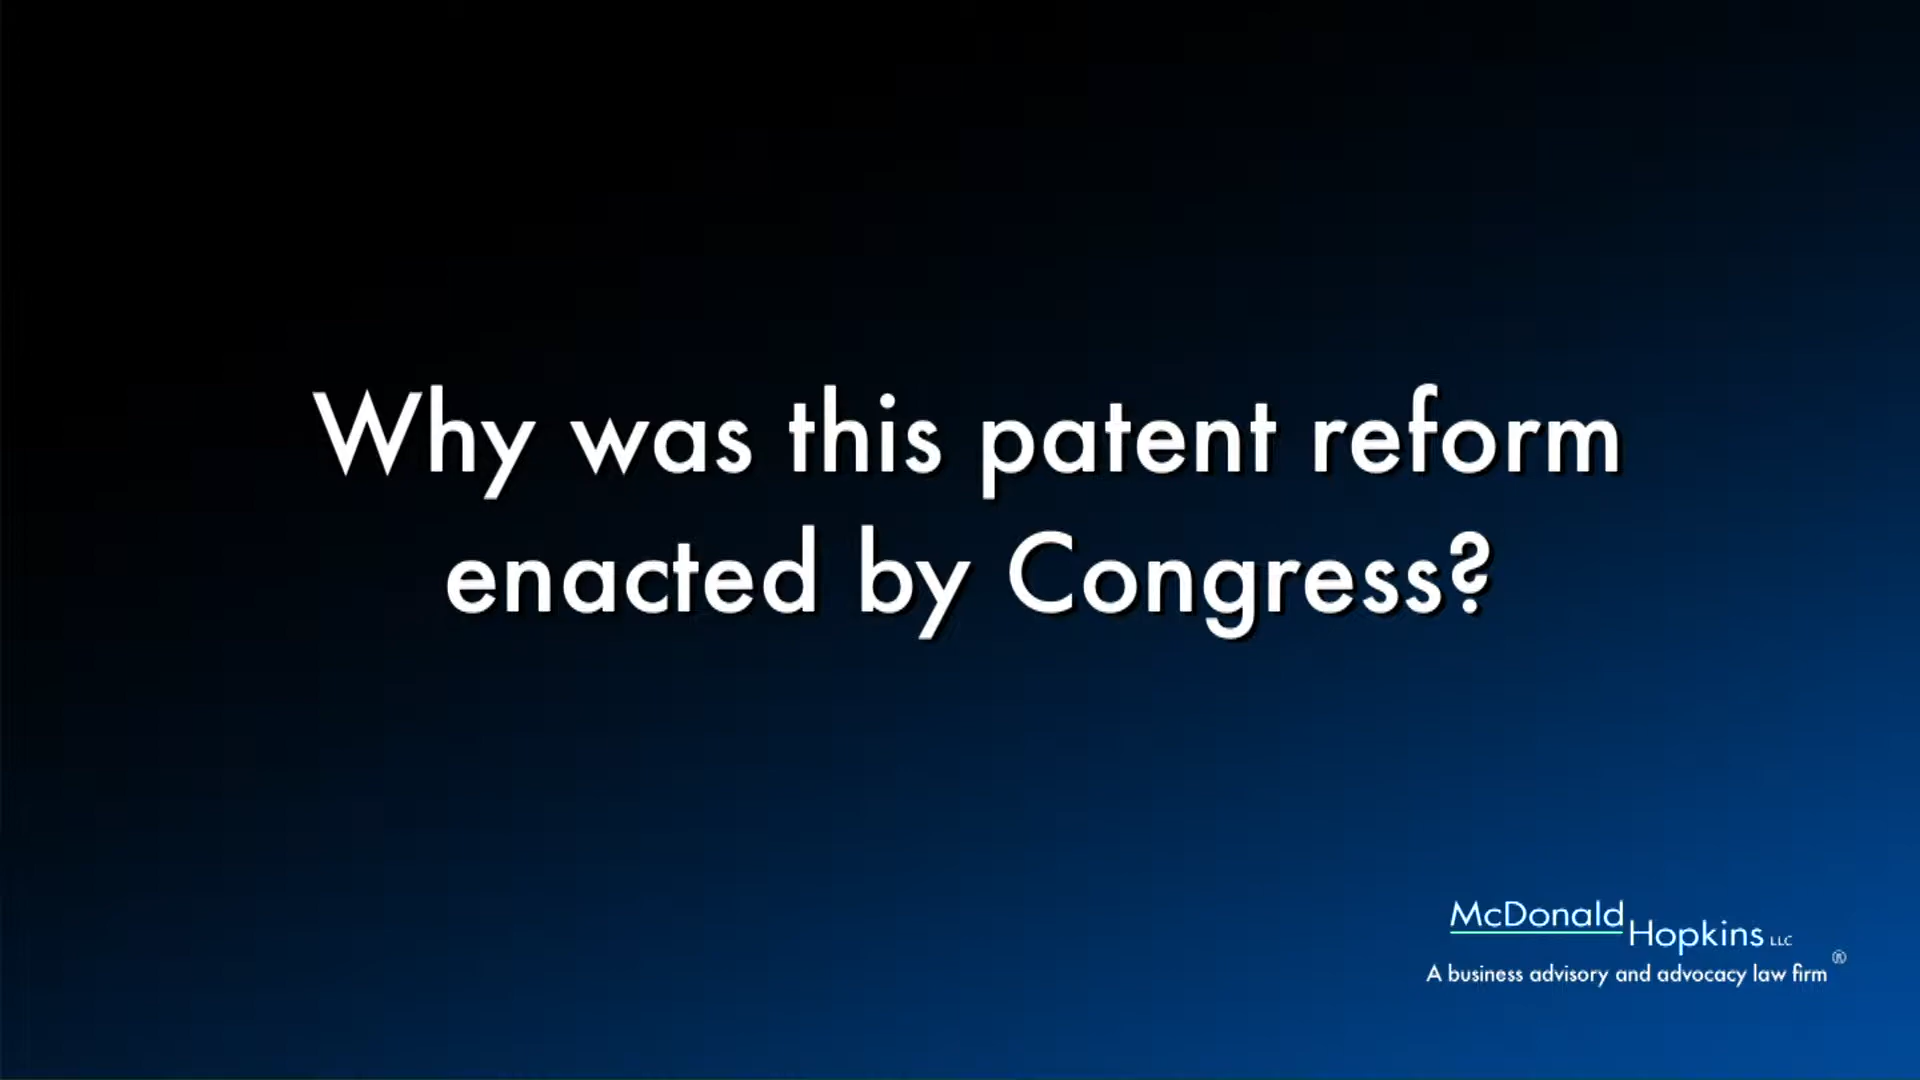 Why was this patent reform
enacted by Congress?
McDonald Hopkins LLC
A business advisory and advocacy law firm®